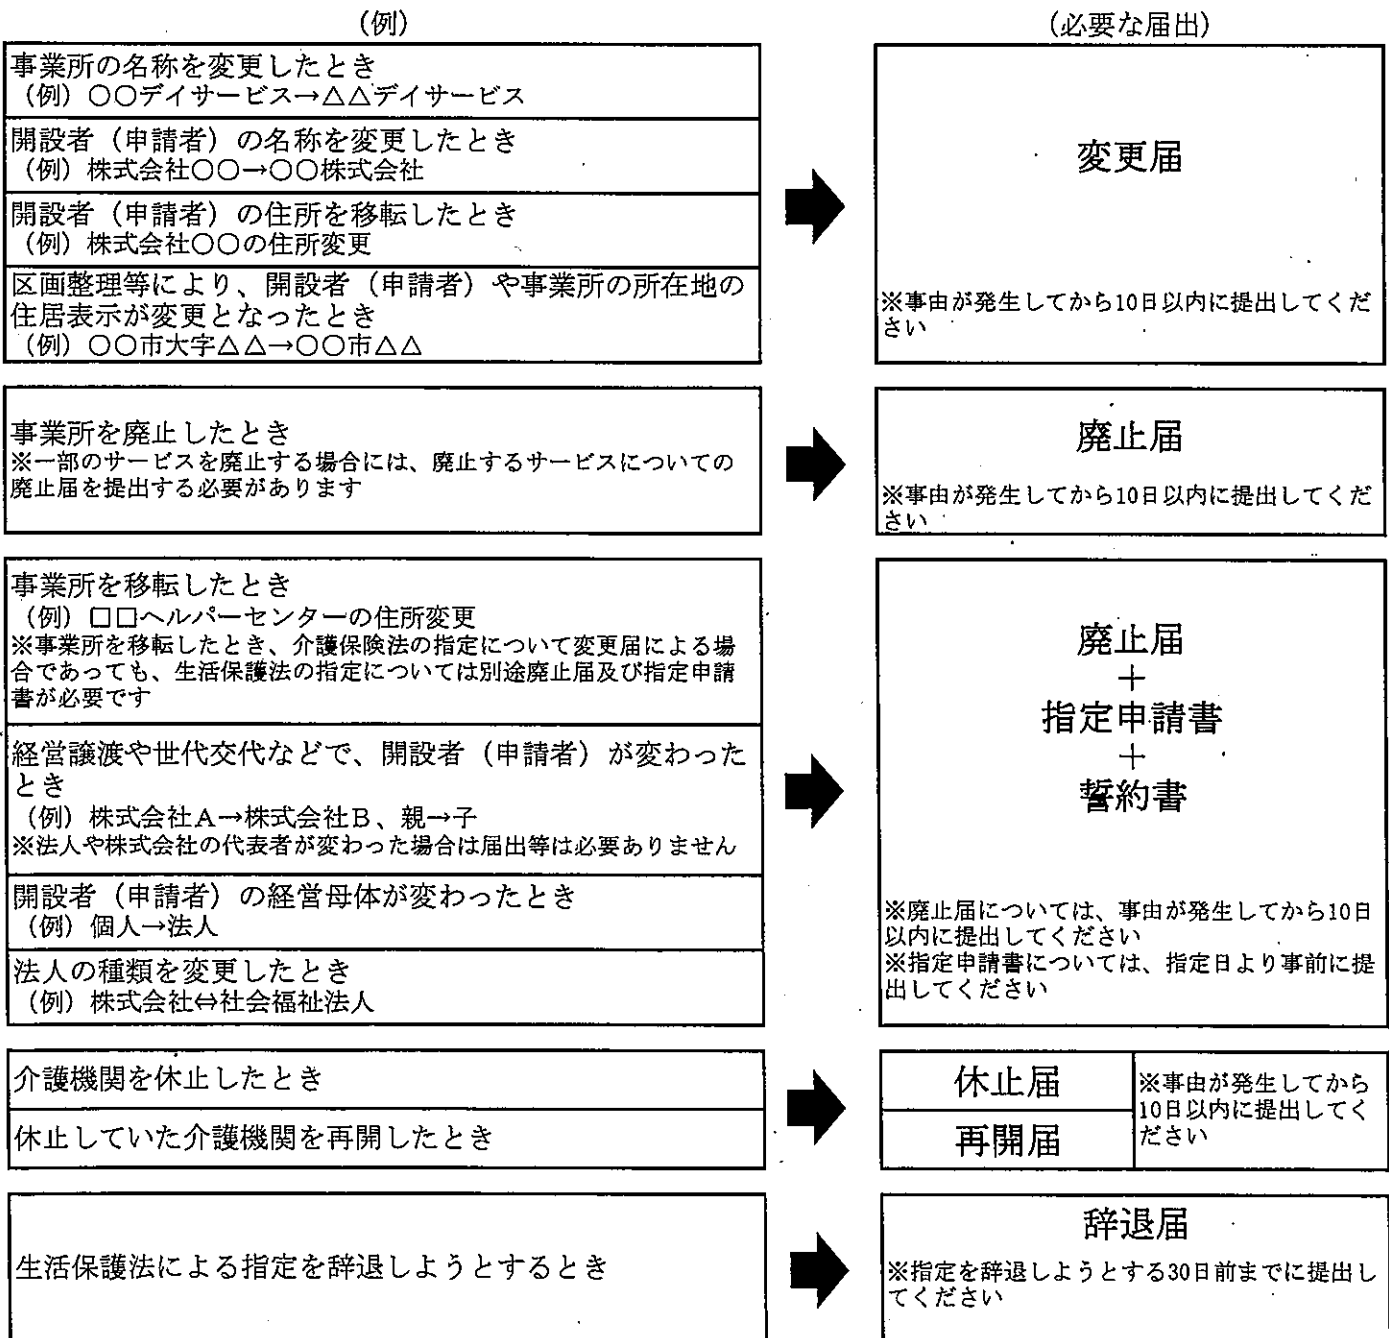 (例)
(必要な届出)
事業所の名称を変更したとき
(例)○○デイサービス→△△デイサービス
開設者(申請者)の名称を変更したとき
(例)株式会社○○→○○株式会社
開設者(申請者)の住所を移転したとき
(例)株式会社○○の住所変更
区画整理等により、開設者(申請者)や事業所の所在地の
住居表示が変更となったとき
(例)○○市大字△△→○○市△△
変更届
※事由が発生してから10日以内に提出してくだ
さい
事業所を廃止したとき
※一部のサービスを廃止する場合には、廃止するサービスについての
廃止届を提出する必要があります
廃止届
※事由が発生してから10日以内に提出してくだ
さい
事業所を移転したとき
(例)□□ヘルパーセンターの住所変更
※事業所を移転したとき、介護保険法の指定について変更届による場
合であっても、生活保護法の指定については別途廃止届及び指定申請
書が必要です
経営譲渡や世代交代などで、開設者(申請者)が変わった
とき
(例)株式会社A→株式会社B、親→子
※法人や株式会社の代表者が変わった場合は届出等は必要ありません
開設者(申請者)の経営母体が変わったとき
(例)個人→法人
法人の種類を変更したとき
(例)株式会社⇔社会福祉法人
廃止届
+
指定申請書
+
誓約書
※廃止届については、事由が発生してから10日
以内に提出してください
※指定申請書については、指定日より事前に提
出してください
介護機関を休止したとき
休止していた介護機関を再開したとき
休止届
再開届
※事由が発生してから
10日以内に提出してく
ださい
生活保護法による指定を辞退しようとするとき
辞退届
※指定を辞退しようとする30日前までに提出し
てください